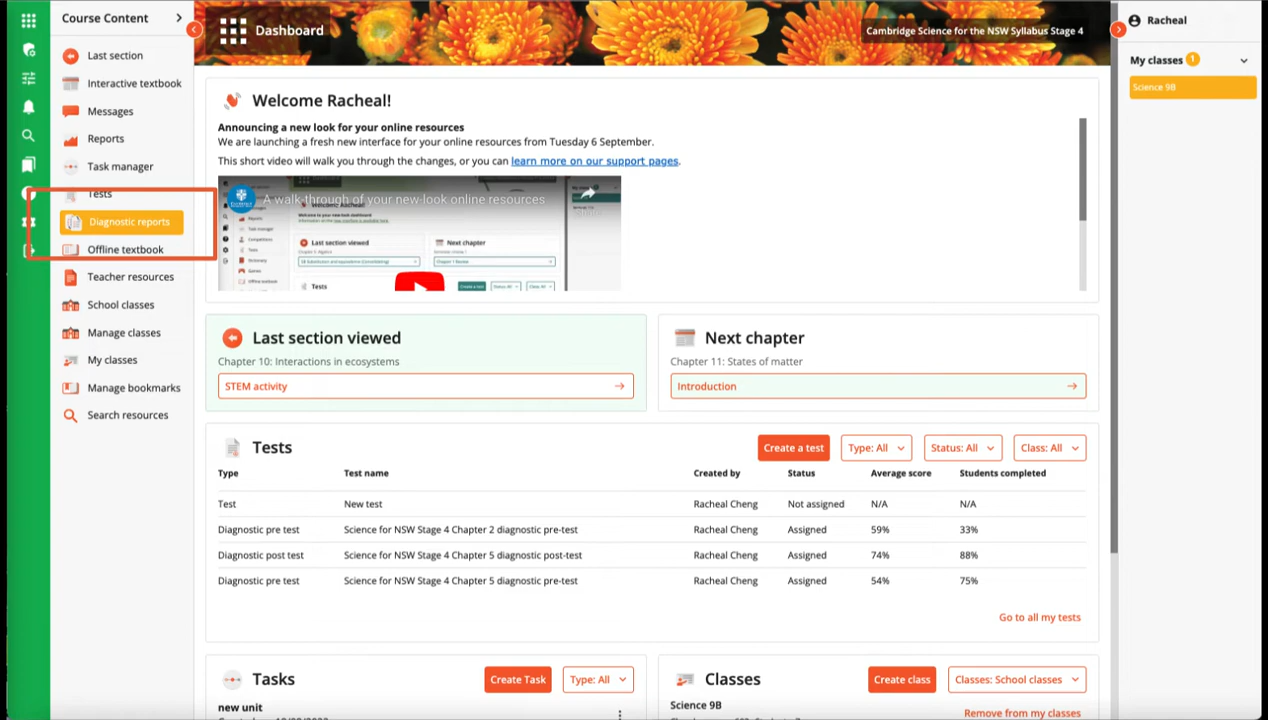 Course Content
Last section
Interactive textbook
Messages
Reports
Task manager
Tests
Diagnostic reports
Offline textbook
Teacher resources
School classes
Manage classes
My classes
Manage bookmarks
Search resources
Dashboard
Cambridge Science for the NSW Syllabus Stage 4
Welcome Racheal!
Announcing a new look for your online resources
We are launching a fresh new interface for your online resources from Tuesday 6 September.
This short video will walk you through the changes, or you can learn more on our support pages.
A walk-through of your new-look online resources
Last section viewed
Next chapter
Tests
Last section viewed
Chapter 10: Interactions in ecosystems
STEM activity
Next chapter
Chapter 11: States of matter
Introduction
Tests
Create a test
Type: All
Status: All
Class: All
Type Test name Created by Status Average score Students completed
Test New test Racheal Cheng Not assigned N/A N/A
Diagnostic pre test Science for NSW Stage 4 Chapter 2 diagnostic pre-test Racheal Cheng Assigned 59% 33%
Diagnostic post test Science for NSW Stage 4 Chapter 5 diagnostic post-test Racheal Cheng Assigned 74% 88%
Diagnostic pre test Science for NSW Stage 4 Chapter 5 diagnostic pre-test Racheal Cheng Assigned 54% 75%
Go to all my tests
Tasks
Create Task
Type: All
new unit
Classes
Create class
Classes: School classes
Science 9B
Remove from my classes
Racheal
My classes 1
Science 9B